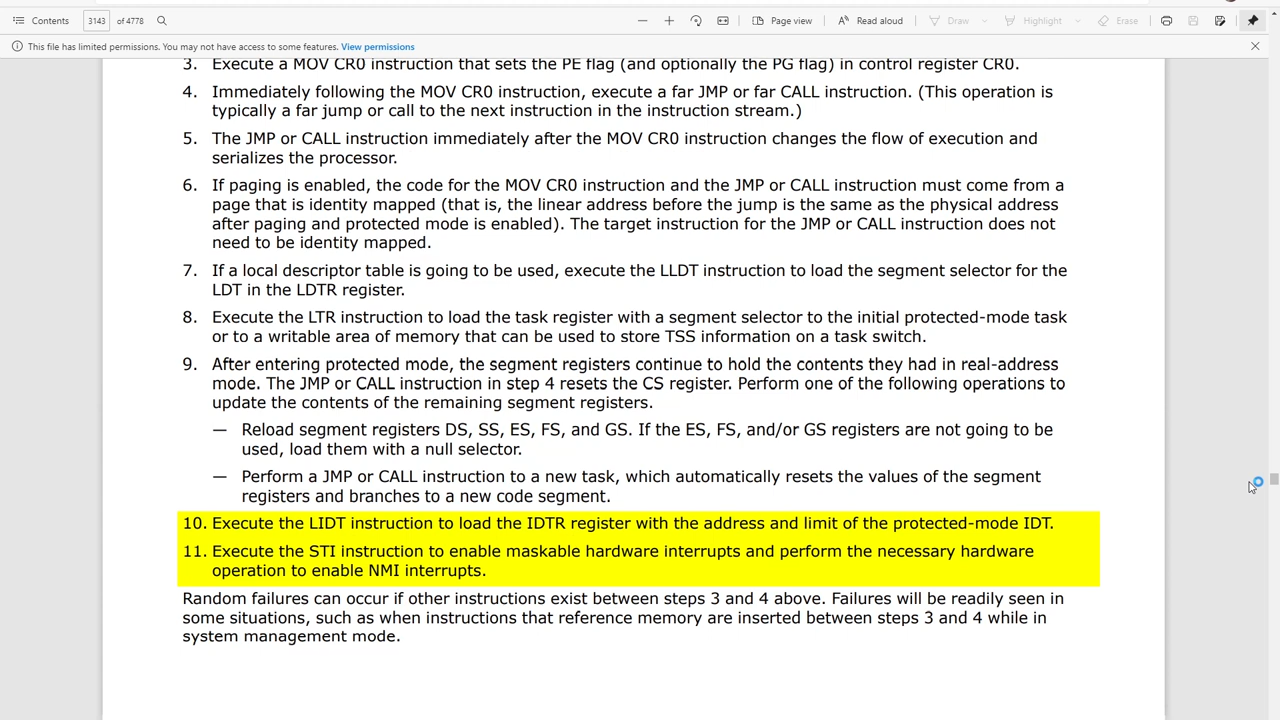 Contents
3143 of 4778
Page view
Read aloud
Draw
Highlight
Erase
This file has limited permissions. You may not have access to some features. View permissions
3. Execute a MOV CR0 instruction that sets the PE flag (and optionally the PG flag) in control register CR0.
4. Immediately following the MOV CR0 instruction, execute a far JMP or far CALL instruction. (This operation is
typically a far jump or call to the next instruction in the instruction stream.)
5. The JMP or CALL instruction immediately after the MOV CR0 instruction changes the flow of execution and
serializes the processor.
6. If paging is enabled, the code for the MOV CR0 instruction and the JMP or CALL instruction must come from a
page that is identity mapped (that is, the linear address before the jump is the same as the physical address
after paging and protected mode is enabled). The target instruction for the JMP or CALL instruction does not
need to be identity mapped.
7. If a local descriptor table is going to be used, execute the LLDT instruction to load the segment selector for the
LDT in the LDTR register.
8. Execute the LTR instruction to load the task register with a segment selector to the initial protected-mode task
or to a writable area of memory that can be used to store TSS information on a task switch.
9. After entering protected mode, the segment registers continue to hold the contents they had in real-address
mode. The JMP or CALL instruction in step 4 resets the CS register. Perform one of the following operations to
update the contents of the remaining segment registers.
— Reload segment registers DS, SS, ES, FS, and GS. If the ES, FS, and/or GS registers are not going to be
used, load them with a null selector.
— Perform a JMP or CALL instruction to a new task, which automatically resets the values of the segment
registers and branches to a new code segment.
10. Execute the LIDT instruction to load the IDTR register with the address and limit of the protected-mode IDT.
11. Execute the STI instruction to enable maskable hardware interrupts and perform the necessary hardware
operation to enable NMI interrupts.
Random failures can occur if other instructions exist between steps 3 and 4 above. Failures will be readily seen in
some situations, such as when instructions that reference memory are inserted between steps 3 and 4 while in
system management mode.